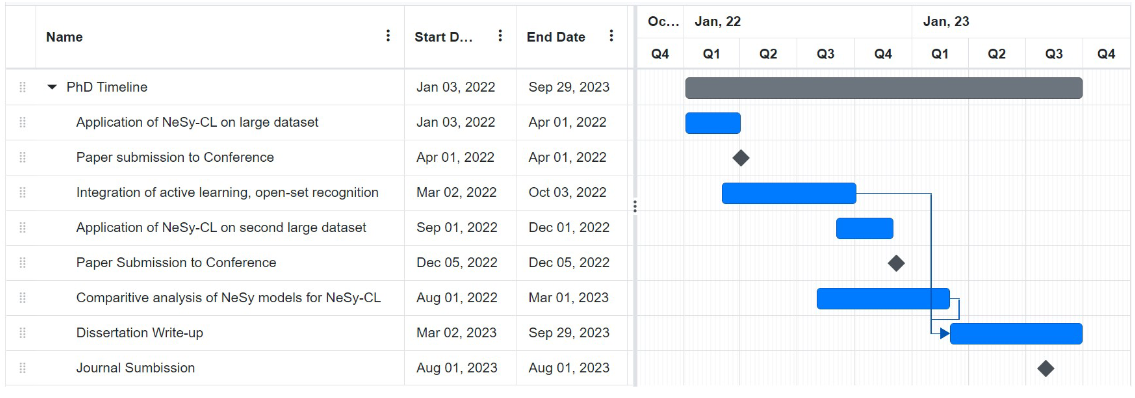 Name Start D... End Date Oc... Jan, 22 Jan, 23
Q4 Q1 Q2 Q3 Q4 Q1 Q2 Q3 Q4
PhD Timeline Jan 03, 2022 Sep 29, 2023
Application of NeSy-CL on large dataset Jan 03, 2022 Apr 01, 2022
Paper submission to Conference Apr 01, 2022 Apr 01, 2022
Integration of active learning, open-set recognition Mar 02, 2022 Oct 03, 2022
Application of NeSy-CL on second large dataset Sep 01, 2022 Dec 01, 2022
Paper Submission to Conference Dec 05, 2022 Dec 05, 2022
Comparitive analysis of NeSy models for NeSy-CL Aug 01, 2022 Mar 01, 2023
Dissertation Write-up Mar 02, 2023 Sep 29, 2023
Journal Sumbission Aug 01, 2023 Aug 01, 2023